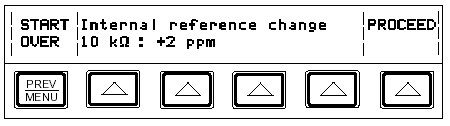 START Internal reference change PROCEED
OVER 10 kΩ : +2 ppm
PREV
MENU